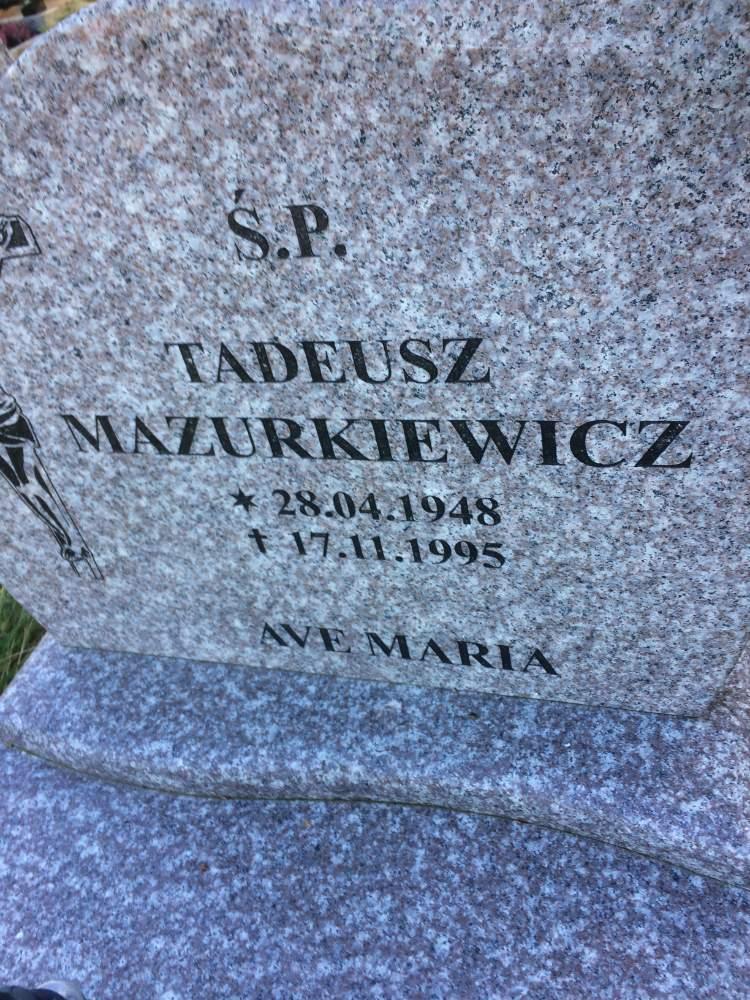 Ś.P.
TADEUSZ
MAZURKIEWICZ
* 28.04.1948
† 17.11.1995
AVE MARIA